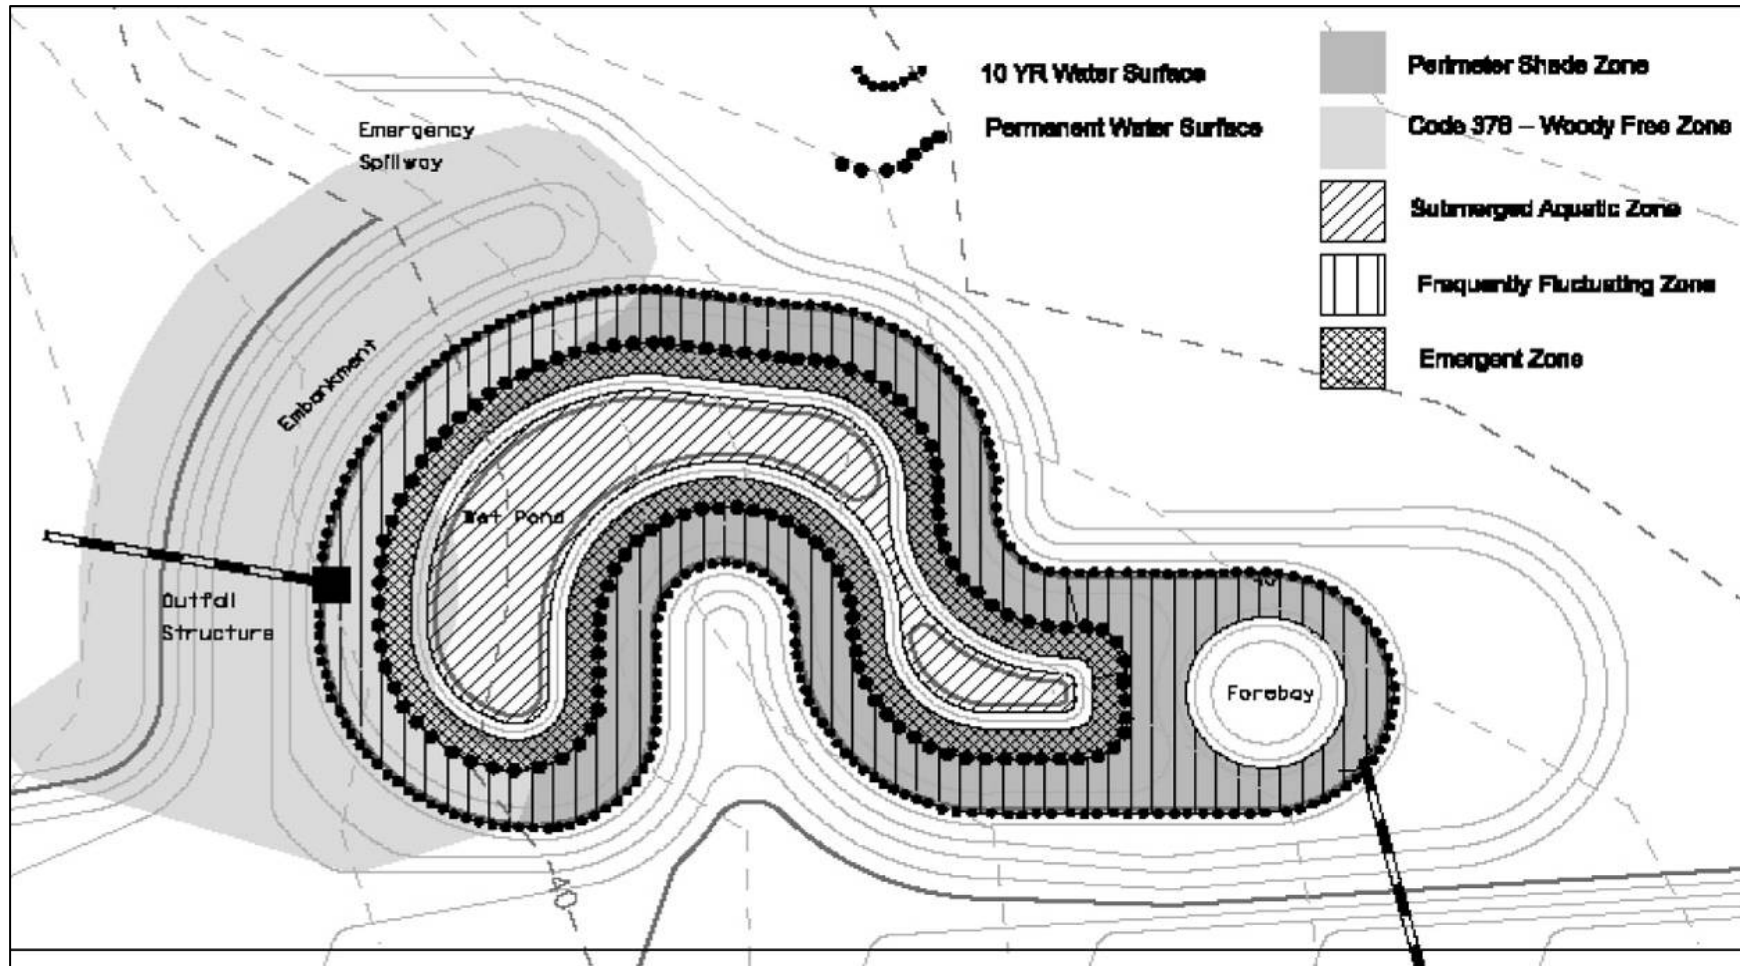 10 YR Water Surface
Permanent Water Surface
Perimeter Shade Zone
Code 378 – Woody Free Zone
Submerged Aquatic Zone
Frequently Fluctuating Zone
Emergent Zone
Emergency
Spillway
Embankment
Wet Pond
Outfall
Structure
Forebay
40